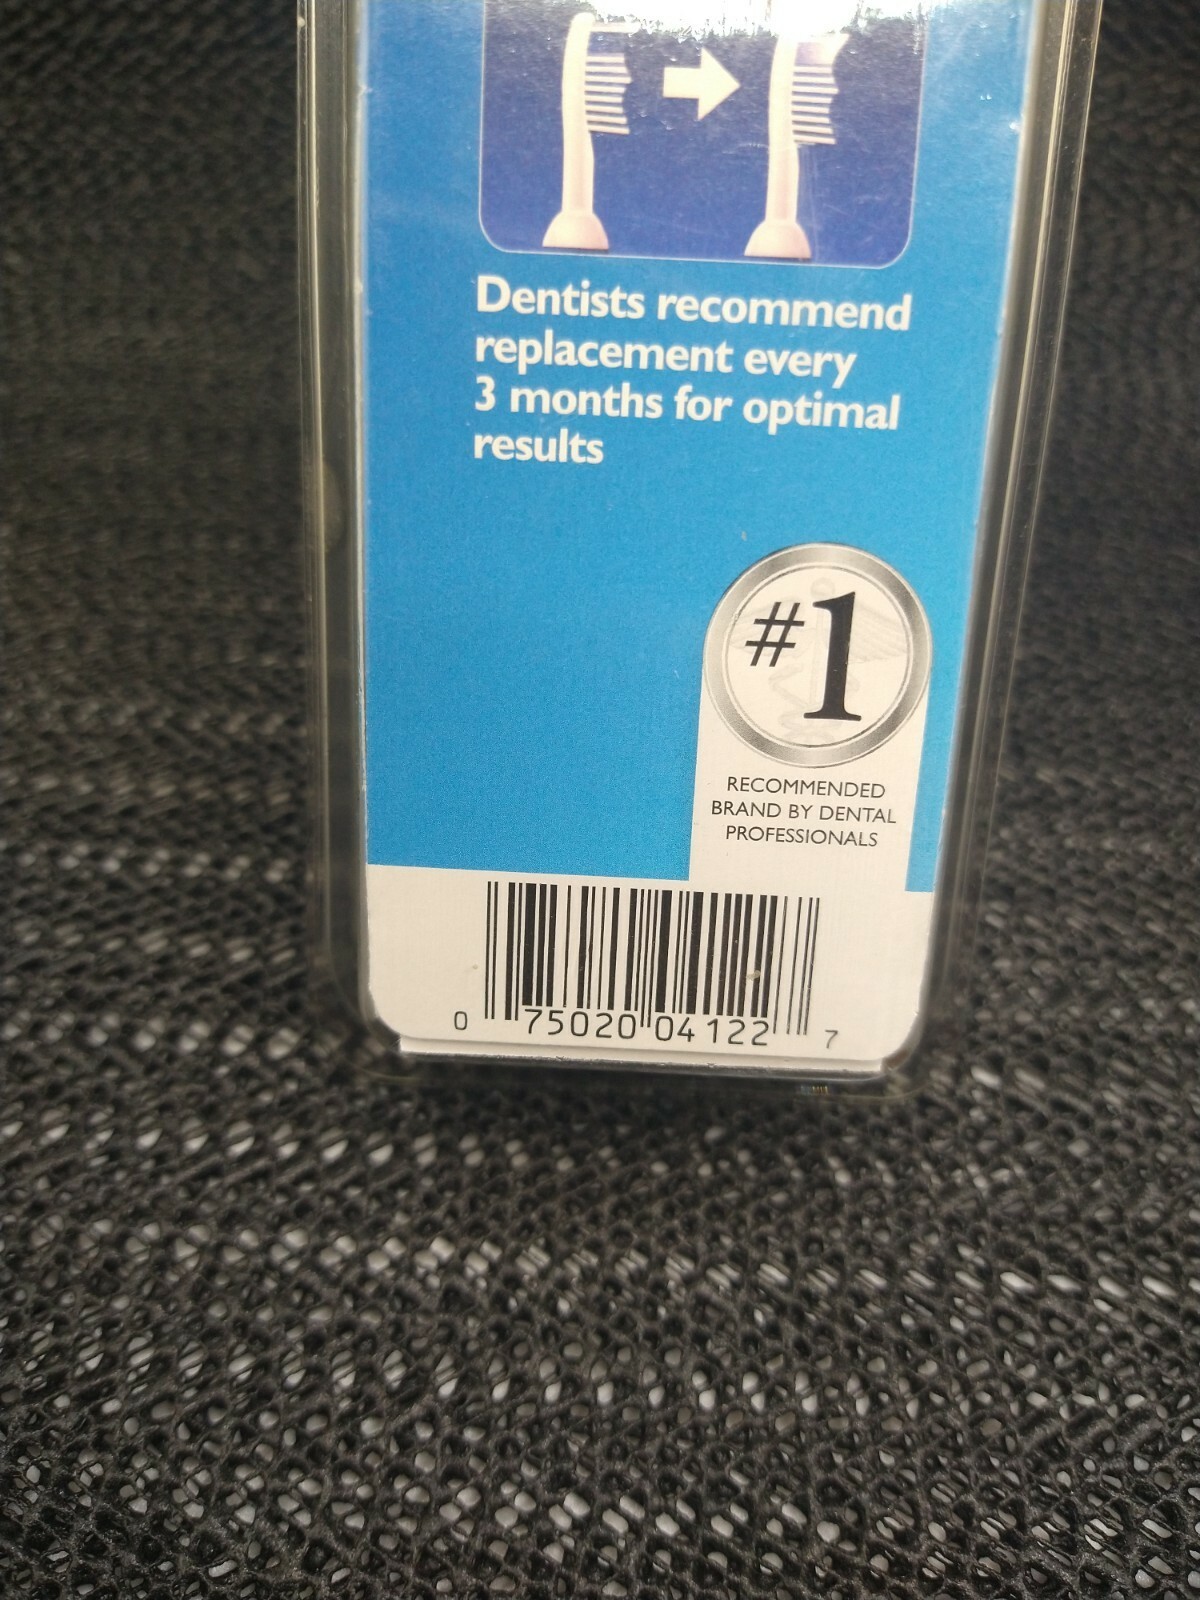 Dentists recommend
replacement every
3 months for optimal
results
#1
RECOMMENDED
BRAND BY DENTAL
PROFESSIONALS
0 75020 04122 7